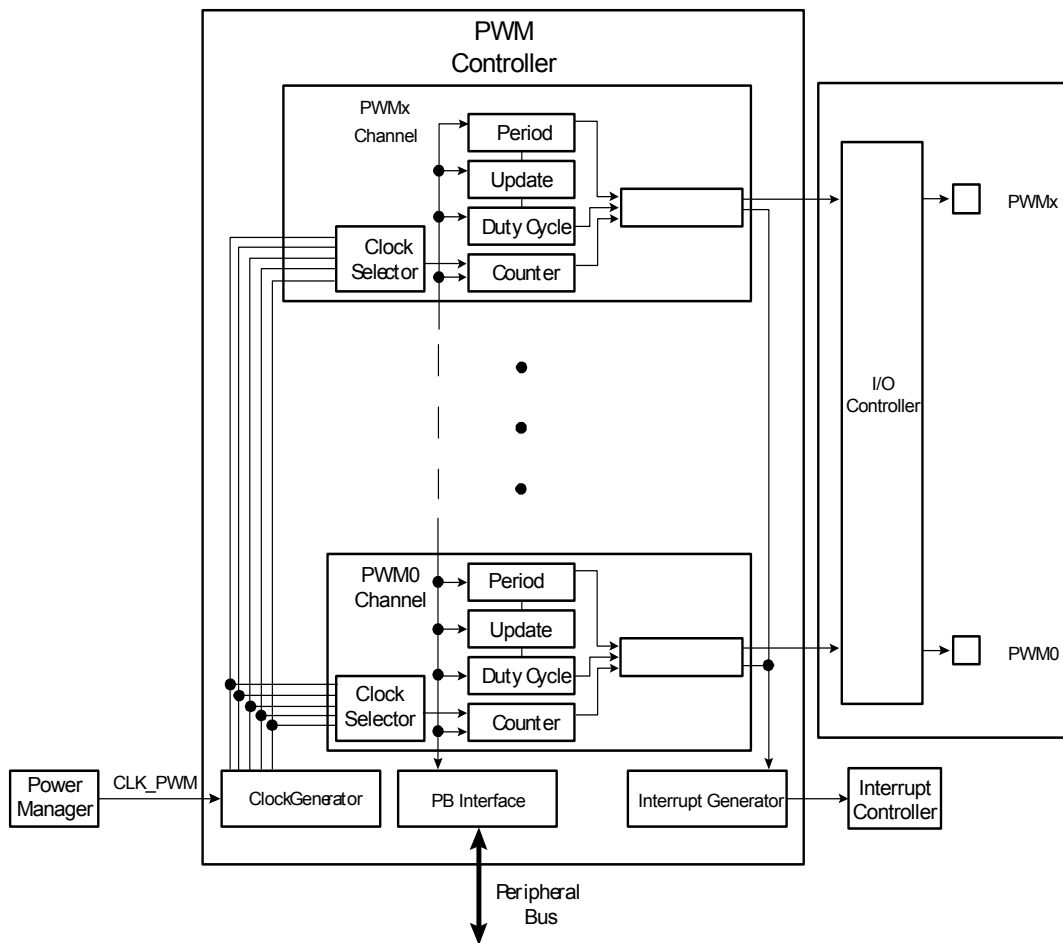 PWM
Controller
PWMx
Channel
Period
Update
Duty Cycle
Clock
Selector
Counter
PWMx
I/O
Controller
PWM0
Channel
Period
Update
Duty Cycle
Clock
Selector
Counter
PWM0
Power
Manager
CLK_PWM
ClockGenerator
PB Interface
Interrupt Generator
Interrupt
Controller
Peripheral
Bus